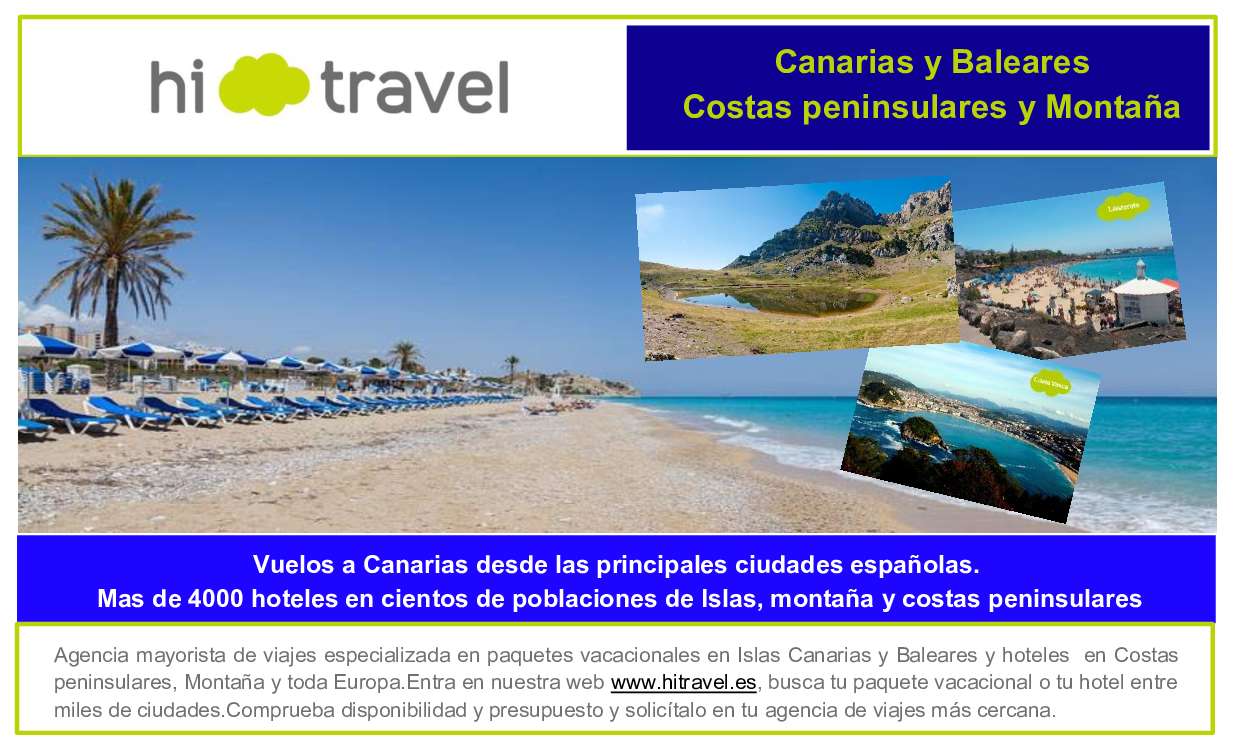 hi travel
Canarias y Baleares
Costas peninsulares y Montaña
Lanzarote
Costa Vasca
Vuelos a Canarias desde las principales ciudades españolas.
Mas de 4000 hoteles en cientos de poblaciones de Islas, montaña y costas peninsulares
Agencia mayorista de viajes especializada en paquetes vacacionales en Islas Canarias y Baleares y hoteles en Costas
peninsulares, Montaña y toda Europa.Entra en nuestra web www.hitravel.es, busca tu paquete vacacional o tu hotel entre
miles de ciudades.Comprueba disponibilidad y presupuesto y solicítalo en tu agencia de viajes más cercana.